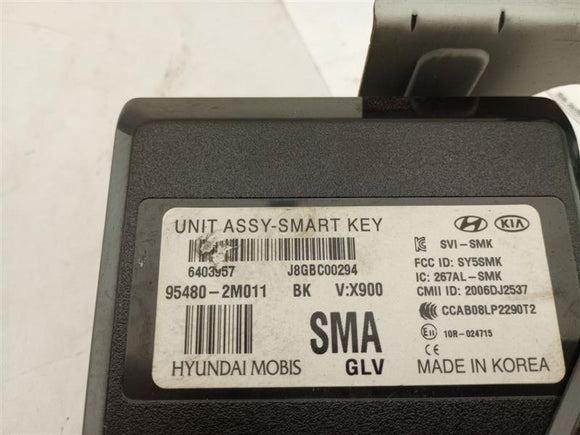 UNIT ASSY-SMART KEY
KIA
6403957 J8GBC00294
SVI-SMK
FCC ID: SY5SMK
IC: 267AL-SMK
CMII ID: 2006DJ2537
95480-2M011 BK V:X900
CCAB08LP2290T2
E11 10R-024715
CE
SMA
GLV
HYUNDAI MOBIS
MADE IN KOREA